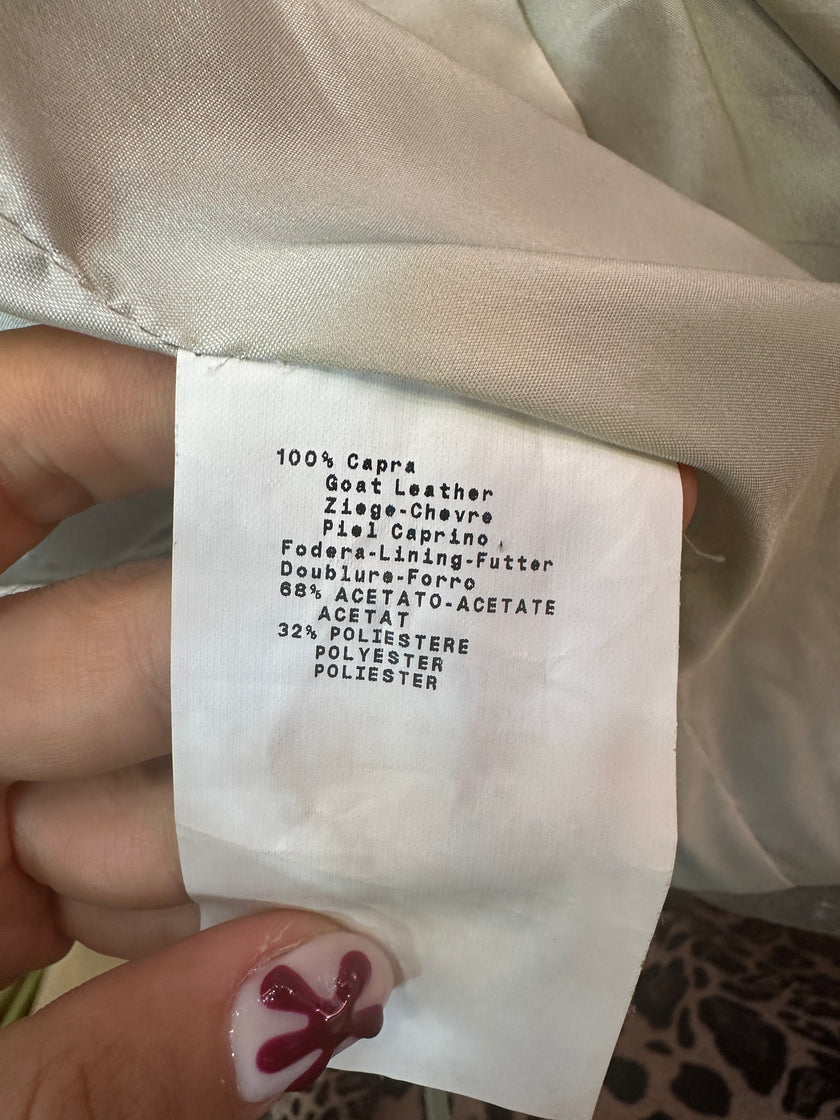 100% Capra
Goat Leather
Ziege-Chevre
Piel Caprino
Fodera-Lining-Futter
Doublure-Forro
68% ACETATO-ACETATE
ACETAT
32% POLIESTERE
POLYESTER
POLIESTER